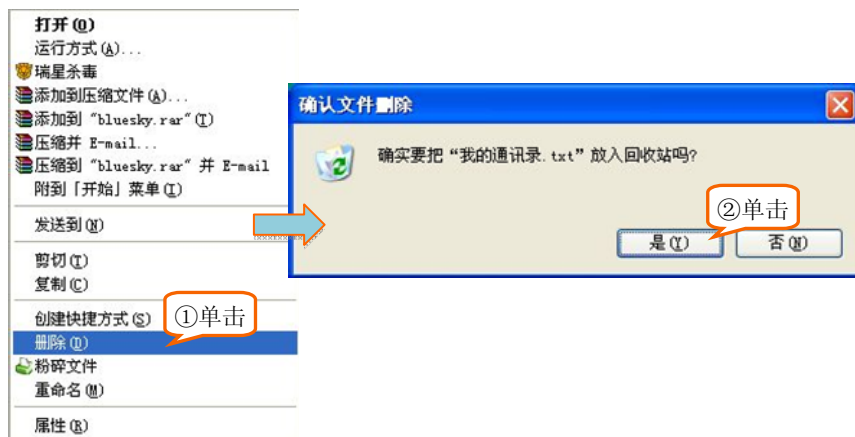 打开(O)
运行方式(A)...
瑞星杀毒
添加到压缩文件(A)...
添加到 "bluesky.rar"(T)
压缩并 E-mail...
压缩到 "bluesky.rar" 并 E-mail
附到「开始」菜单(I)
发送到(N)
剪切(T)
复制(C)
创建快捷方式(S)
①单击
删除(D)
粉碎文件
重命名(M)
属性(R)
确认文件删除
确实要把“我的通讯录.txt”放入回收站吗?
②单击
是(Y)
否(N)